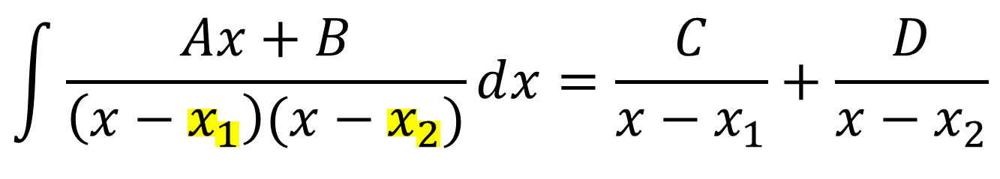 ∫ (Ax + B)/((x − x₁)(x − x₂)) dx = C/(x − x₁) + D/(x − x₂)